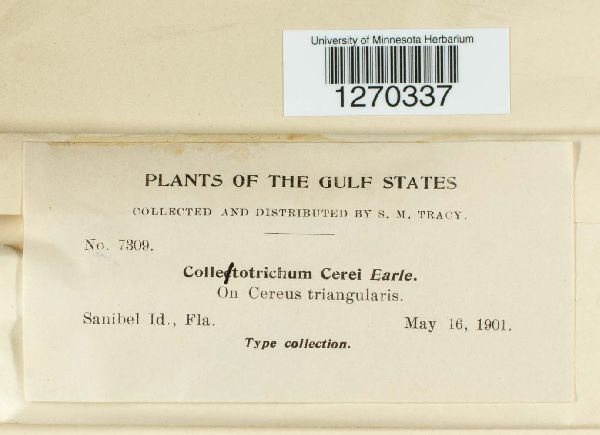 University of Minnesota Herbarium
1270337
PLANTS OF THE GULF STATES
COLLECTED AND DISTRIBUTED BY S. M. TRACY.
No. 7309.
Colletotrichum Cerei Earle.
On Cereus triangularis.
Sanibel Id., Fla. May 16, 1901.
Type collection.